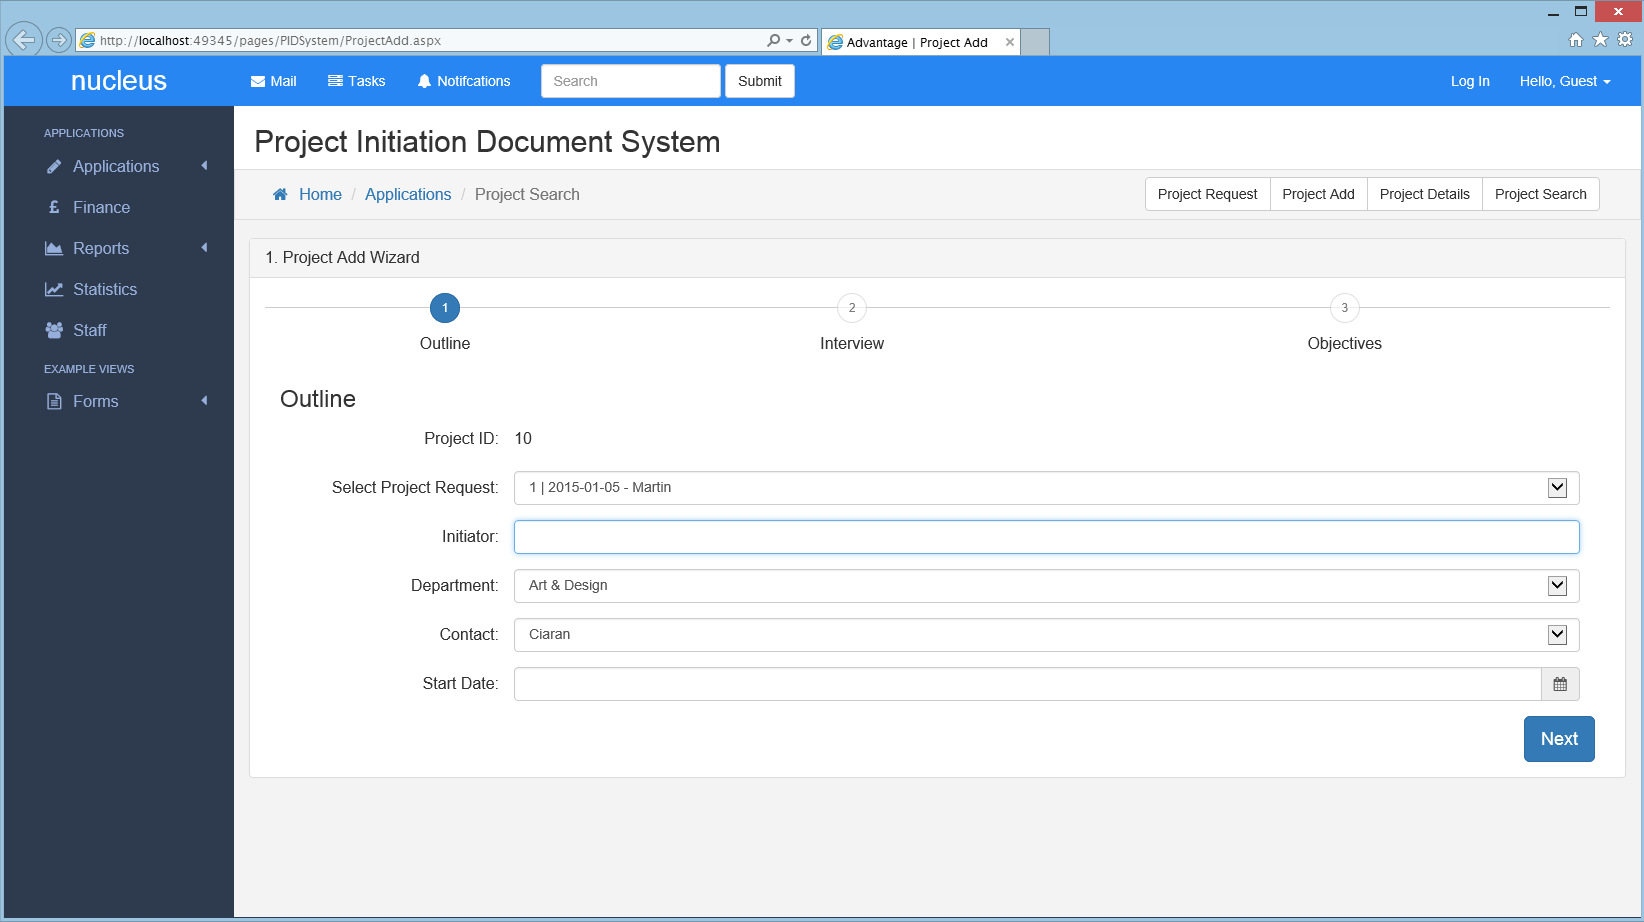 http://localhost:49345/pages/PIDSystem/ProjectAdd.aspx
Advantage | Project Add
nucleus
Mail
Tasks
Notifcations
Search
Submit
Log In
Hello, Guest
APPLICATIONS
Applications
Finance
Reports
Statistics
Staff
EXAMPLE VIEWS
Forms
Project Initiation Document System
Home / Applications / Project Search
Project Request
Project Add
Project Details
Project Search
1. Project Add Wizard
1
2
3
Outline
Interview
Objectives
Outline
Project ID: 10
Select Project Request: 1 | 2015-01-05 - Martin
Initiator:
Department: Art & Design
Contact: Ciaran
Start Date:
Next